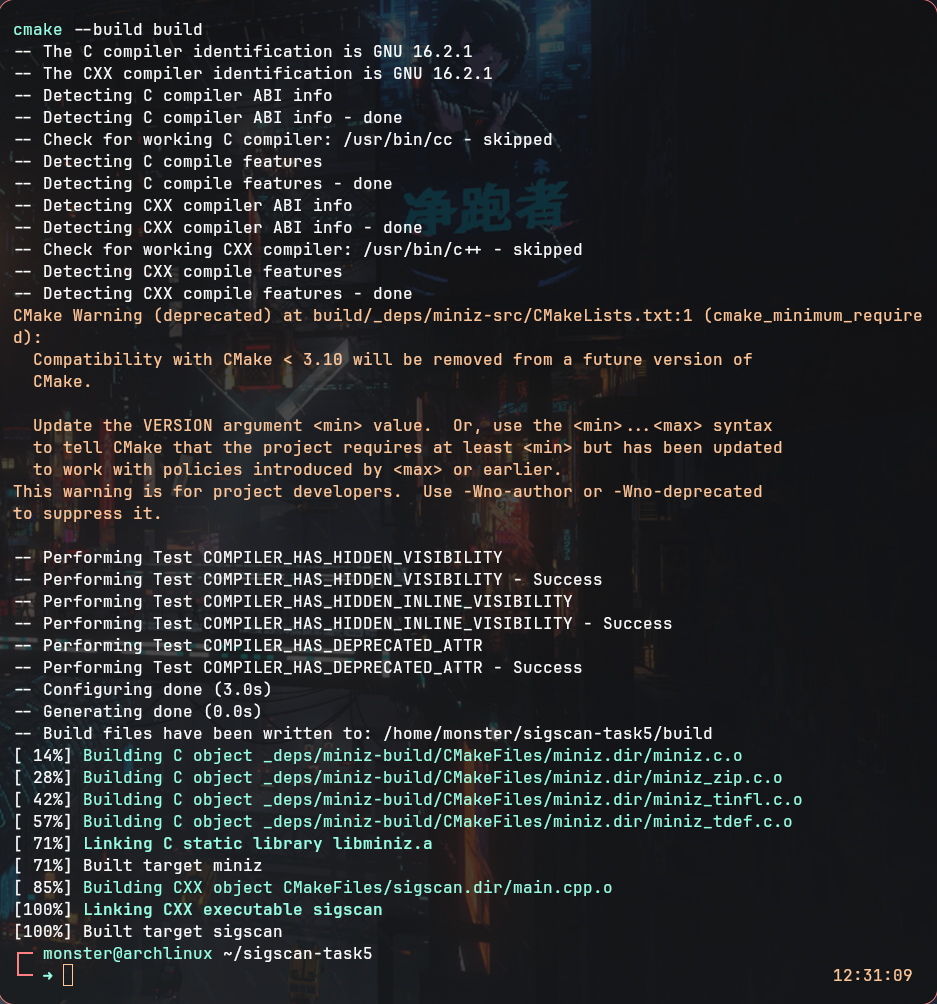 cmake --build build
-- The C compiler identification is GNU 16.2.1
-- The CXX compiler identification is GNU 16.2.1
-- Detecting C compiler ABI info
-- Detecting C compiler ABI info - done
-- Check for working C compiler: /usr/bin/cc - skipped
-- Detecting C compile features
-- Detecting C compile features - done
-- Detecting CXX compiler ABI info
-- Detecting CXX compiler ABI info - done
-- Check for working CXX compiler: /usr/bin/c++ - skipped
-- Detecting CXX compile features
-- Detecting CXX compile features - done
净跑者
CMake Warning (deprecated) at build/_deps/miniz-src/CMakeLists.txt:1 (cmake_minimum_require
d):
  Compatibility with CMake < 3.10 will be removed from a future version of
  CMake.

  Update the VERSION argument <min> value.  Or, use the <min>...<max> syntax
  to tell CMake that the project requires at least <min> but has been updated
  to work with policies introduced by <max> or earlier.
This warning is for project developers.  Use -Wno-author or -Wno-deprecated
to suppress it.

-- Performing Test COMPILER_HAS_HIDDEN_VISIBILITY
-- Performing Test COMPILER_HAS_HIDDEN_VISIBILITY - Success
-- Performing Test COMPILER_HAS_HIDDEN_INLINE_VISIBILITY
-- Performing Test COMPILER_HAS_HIDDEN_INLINE_VISIBILITY - Success
-- Performing Test COMPILER_HAS_DEPRECATED_ATTR
-- Performing Test COMPILER_HAS_DEPRECATED_ATTR - Success
-- Configuring done (3.0s)
-- Generating done (0.0s)
-- Build files have been written to: /home/monster/sigscan-task5/build
[ 14%] Building C object _deps/miniz-build/CMakeFiles/miniz.dir/miniz.c.o
[ 28%] Building C object _deps/miniz-build/CMakeFiles/miniz.dir/miniz_zip.c.o
[ 42%] Building C object _deps/miniz-build/CMakeFiles/miniz.dir/miniz_tinfl.c.o
[ 57%] Building C object _deps/miniz-build/CMakeFiles/miniz.dir/miniz_tdef.c.o
[ 71%] Linking C static library libminiz.a
[ 71%] Built target miniz
[ 85%] Building CXX object CMakeFiles/sigscan.dir/main.cpp.o
[100%] Linking CXX executable sigscan
[100%] Built target sigscan
monster@archlinux ~/sigscan-task5
→ 12:31:09